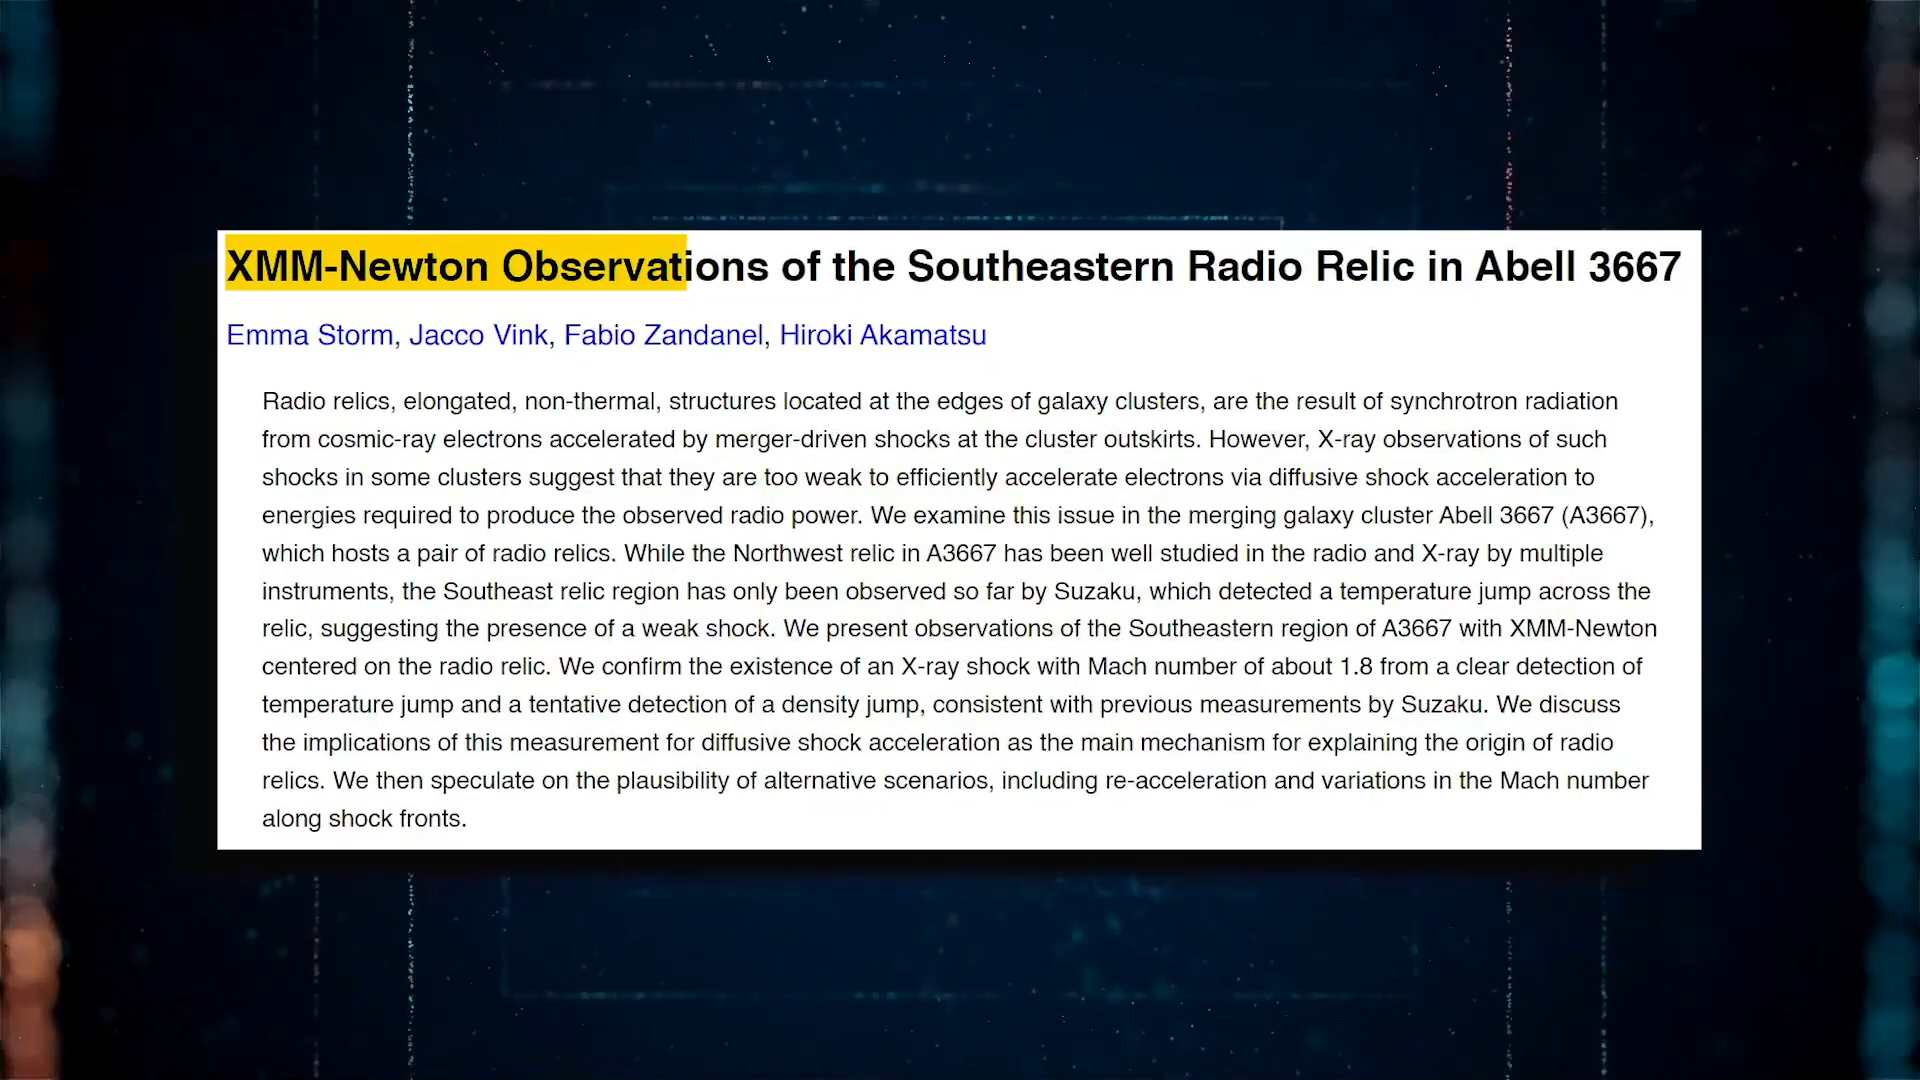 XMM-Newton Observations of the Southeastern Radio Relic in Abell 3667
Emma Storm, Jacco Vink, Fabio Zandanel, Hiroki Akamatsu
Radio relics, elongated, non-thermal, structures located at the edges of galaxy clusters, are the result of synchrotron radiation
from cosmic-ray electrons accelerated by merger-driven shocks at the cluster outskirts. However, X-ray observations of such
shocks in some clusters suggest that they are too weak to efficiently accelerate electrons via diffusive shock acceleration to
energies required to produce the observed radio power. We examine this issue in the merging galaxy cluster Abell 3667 (A3667),
which hosts a pair of radio relics. While the Northwest relic in A3667 has been well studied in the radio and X-ray by multiple
instruments, the Southeast relic region has only been observed so far by Suzaku, which detected a temperature jump across the
relic, suggesting the presence of a weak shock. We present observations of the Southeastern region of A3667 with XMM-Newton
centered on the radio relic. We confirm the existence of an X-ray shock with Mach number of about 1.8 from a clear detection of
temperature jump and a tentative detection of a density jump, consistent with previous measurements by Suzaku. We discuss
the implications of this measurement for diffusive shock acceleration as the main mechanism for explaining the origin of radio
relics. We then speculate on the plausibility of alternative scenarios, including re-acceleration and variations in the Mach number
along shock fronts.